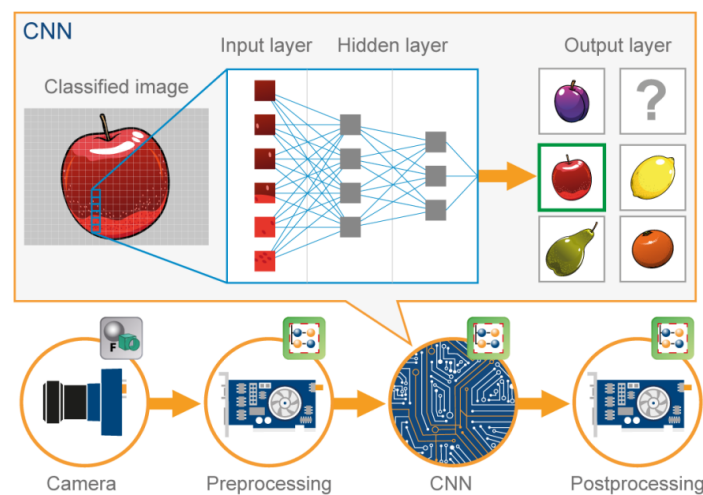 CNN
Input layer
Hidden layer
Output layer
Classified image
?
F
Camera
Preprocessing
CNN
Postprocessing